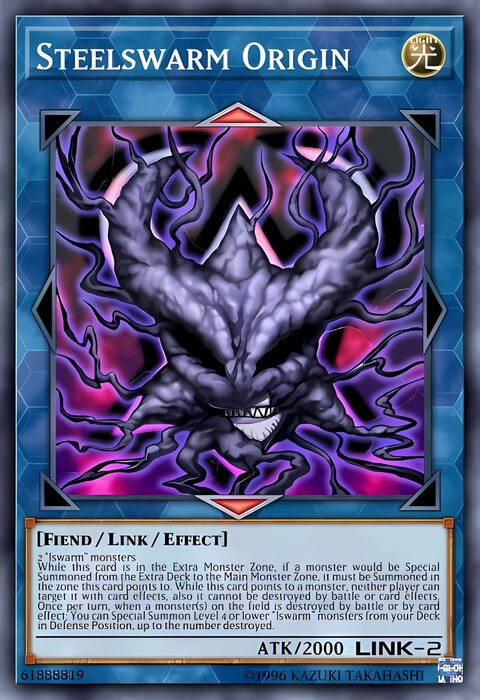 STEELSWARM ORIGIN
光
[FIEND / LINK / EFFECT]
2 "Iswarm" monsters
While this card is in the Extra Monster Zone, if a monster would be Special
Summoned from the Extra Deck to the Main Monster Zone, it must be Summoned in
the zone this card points to. While this card points to a monster, neither player can
target it with card effects, also it cannot be destroyed by battle or card effects.
Once per turn, when a monster(s) on the field is destroyed by battle or by card
effect: You can Special Summon Level 4 or lower "Iswarm" monsters from your Deck
in Defense Position, up to the number destroyed.
ATK/2000 LINK-2
61888819 ©1996 KAZUKI TAKAHASHI